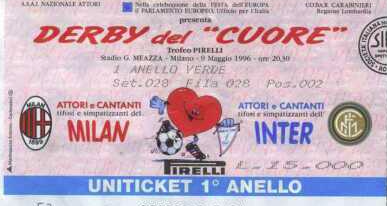 A.S.A.I. NAZIONALE ATTORI
Nella celebrazione della FESTA dell'EUROPA
il PARLAMENTO EUROPEO: Ufficio per l'Italia
CO.D.A.R. CARABINIERI
Regione Lombardia
presenta
DERBY del "CUORE"
Trofeo PIRELLI
Stadio G. MEAZZA - Milano - 9 Maggio 1996 - ore 20,30
1 ANELLO VERDE
Set.028 Fila 028 Pos.002
ATTORI e CANTANTI
tifosi e simpatizzanti del
MILAN
ATTORI e CANTANTI
tifosi e simpatizzanti dell'
INTER
MILAN
1899
PIRELLI
L. 15.000
UNITICKET 1° ANELLO